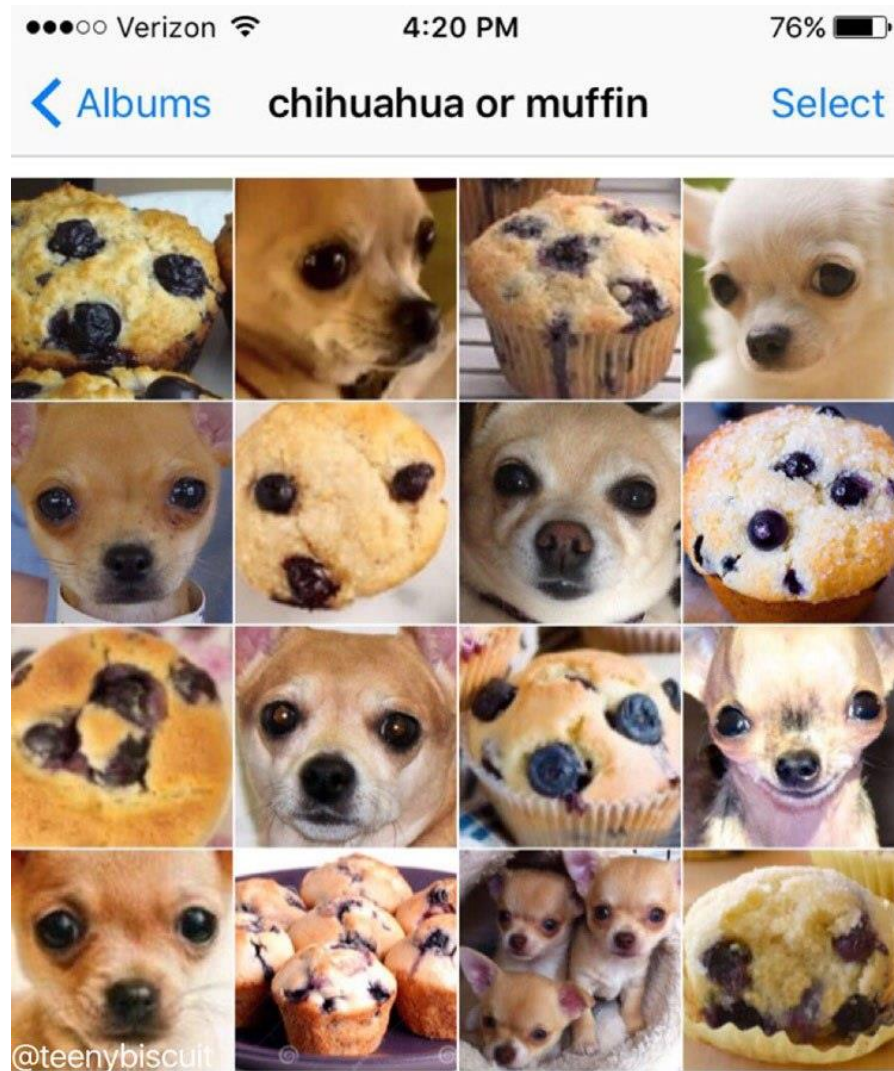 ●●●○○ Verizon 4:20 PM 76%
Albums chihuahua or muffin Select
@teenybiscuit